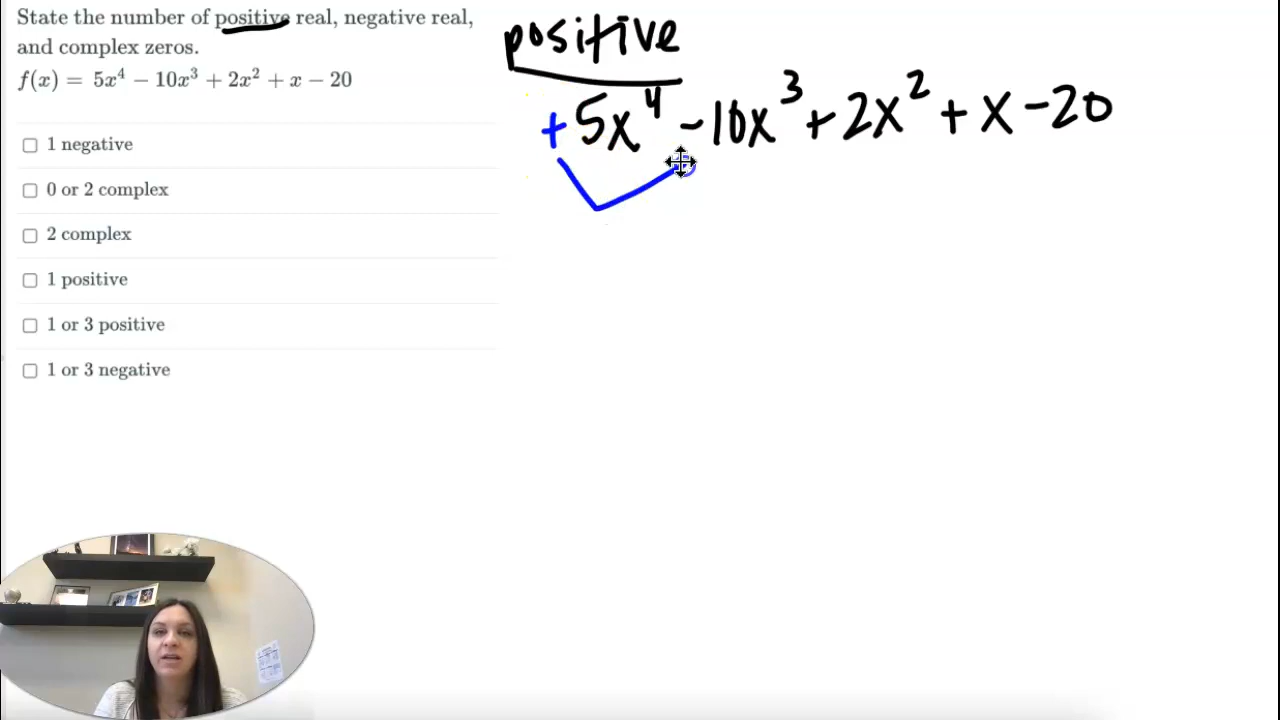 State the number of positive real, negative real,
and complex zeros.
f(x) = 5x⁴ − 10x³ + 2x² + x − 20
1 negative
0 or 2 complex
2 complex
1 positive
1 or 3 positive
1 or 3 negative
positive
+5x⁴ −10x³ + 2x² + x −20